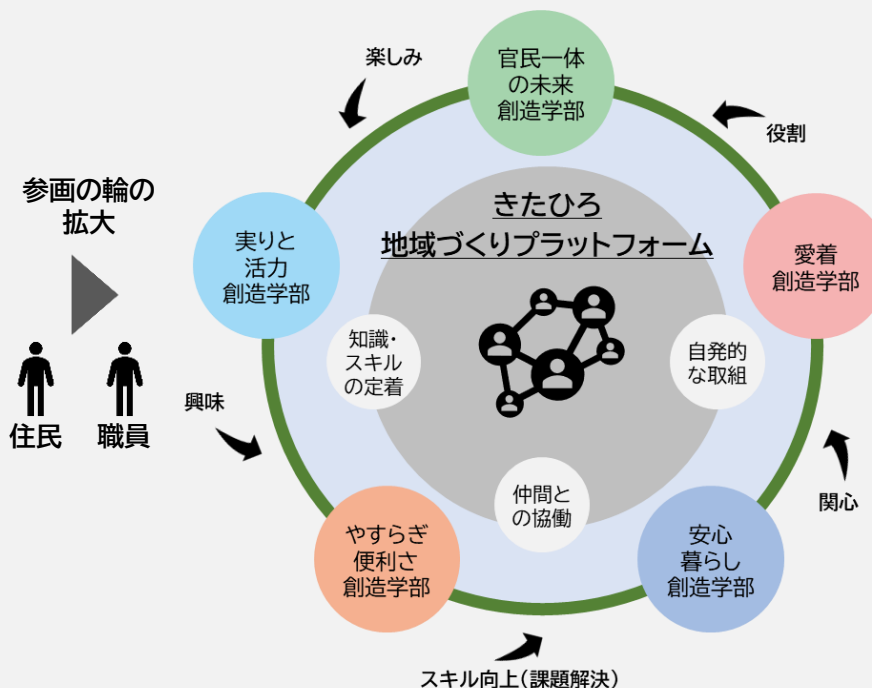 楽しみ
官民一体
の未来
創造学部
役割
参画の輪の
拡大
実りと
活力
創造学部
きたひろ
地域づくりプラットフォーム
愛着
創造学部
知識・
スキル
の定着
自発的
な取組
住民
職員
興味
仲間と
の協働
関心
やすらぎ
便利さ
創造学部
安心
暮らし
創造学部
スキル向上(課題解決)